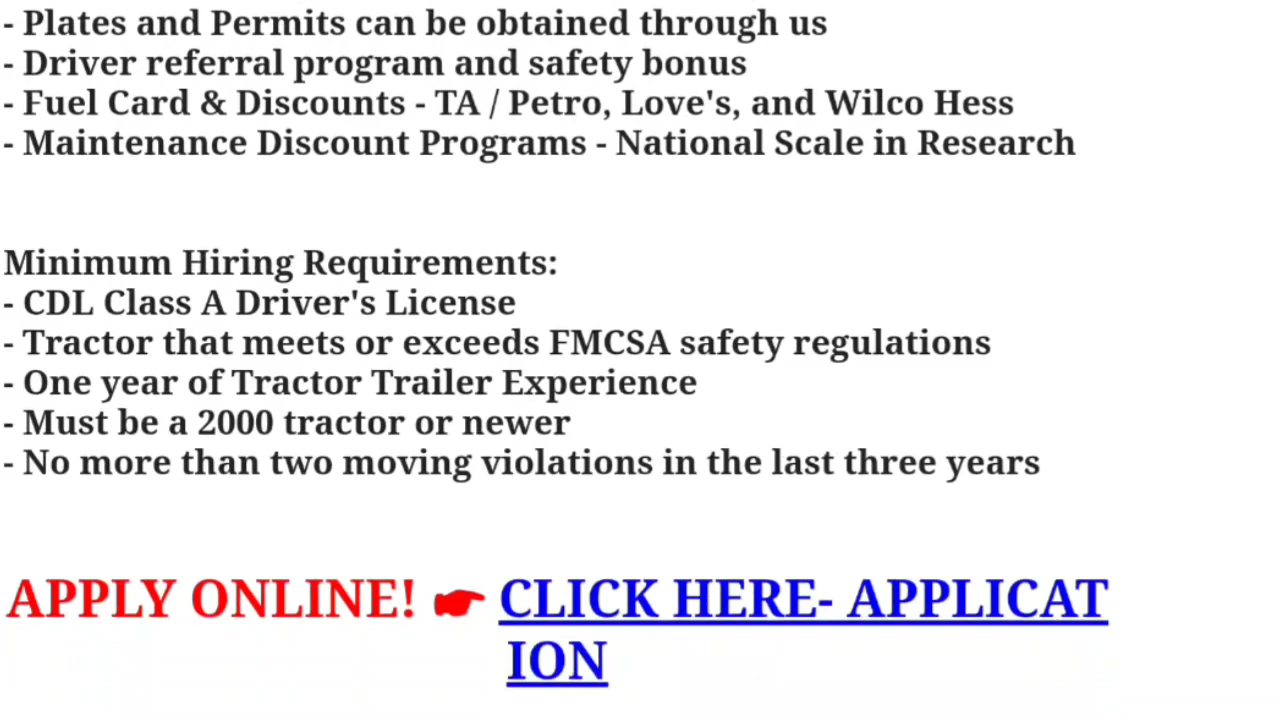 - Plates and Permits can be obtained through us
- Driver referral program and safety bonus
- Fuel Card & Discounts - TA / Petro, Love's, and Wilco Hess
- Maintenance Discount Programs - National Scale in Research
Minimum Hiring Requirements:
- CDL Class A Driver's License
- Tractor that meets or exceeds FMCSA safety regulations
- One year of Tractor Trailer Experience
- Must be a 2000 tractor or newer
- No more than two moving violations in the last three years
APPLY ONLINE! ☛ CLICK HERE- APPLICAT
ION